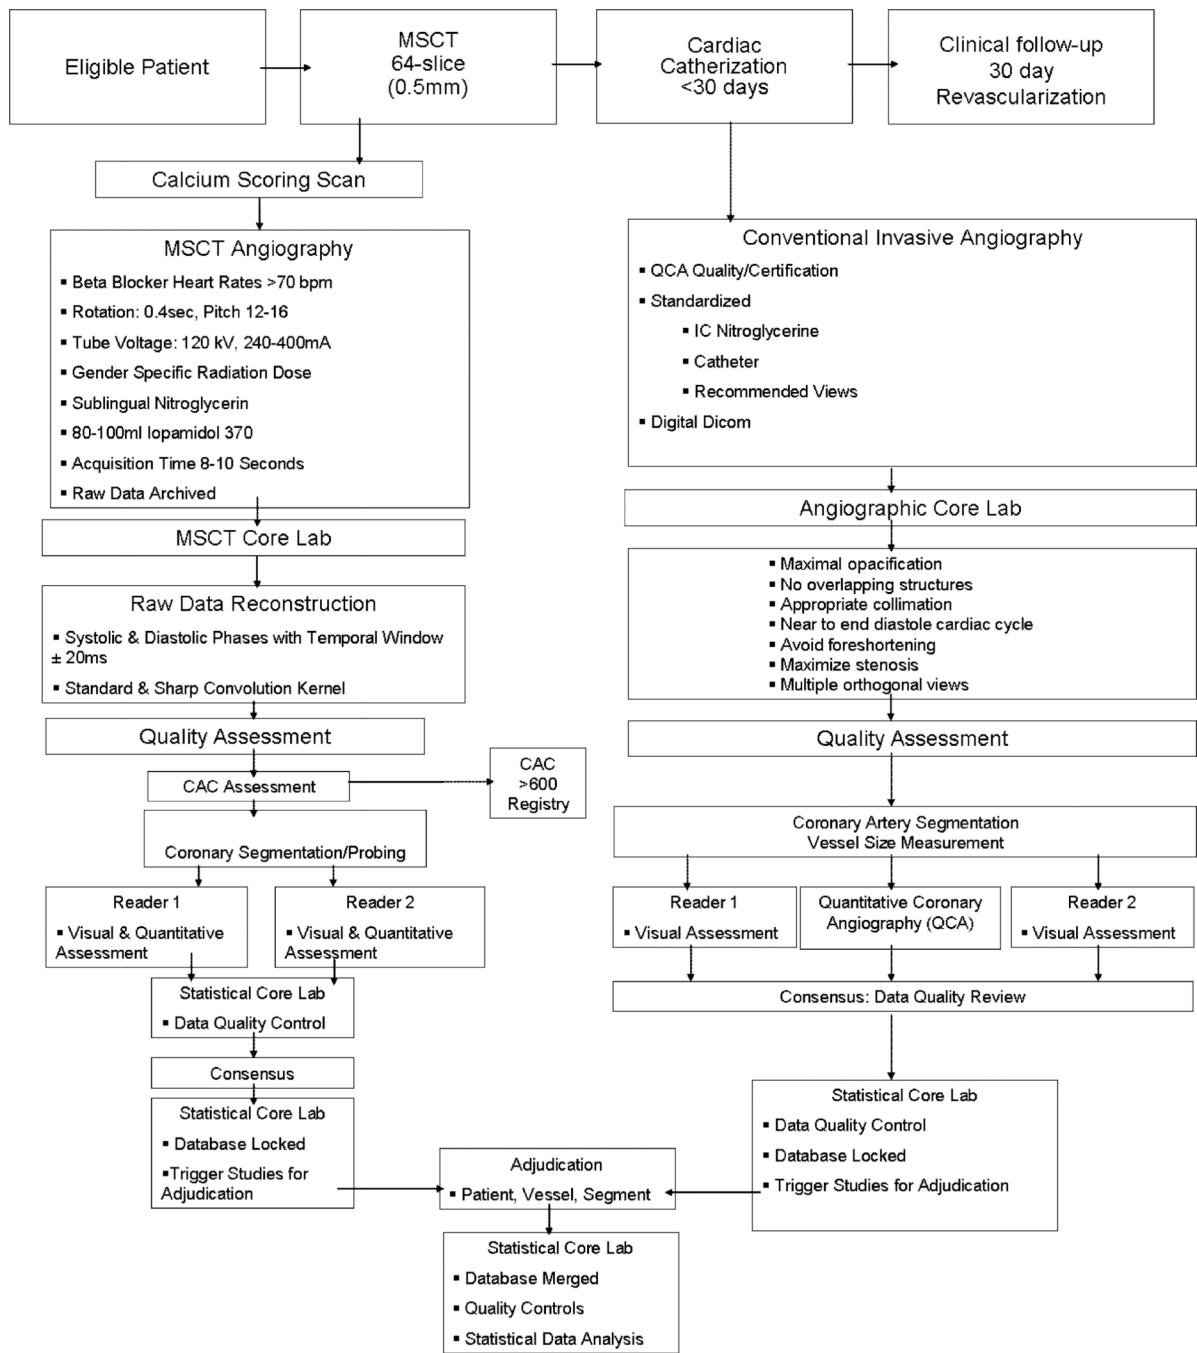 Eligible Patient
MSCT
64-slice
(0.5mm)
Cardiac
Catherization
<30 days
Clinical follow-up
30 day
Revascularization
Calcium Scoring Scan
MSCT Angiography
▪ Beta Blocker Heart Rates >70 bpm
▪ Rotation: 0.4sec, Pitch 12-16
▪ Tube Voltage: 120 kV, 240-400mA
▪ Gender Specific Radiation Dose
▪ Sublingual Nitroglycerin
▪ 80-100ml Iopamidol 370
▪ Acquisition Time 8-10 Seconds
▪ Raw Data Archived
MSCT Core Lab
Raw Data Reconstruction
▪ Systolic & Diastolic Phases with Temporal Window
± 20ms
▪ Standard & Sharp Convolution Kernel
Quality Assessment
CAC Assessment
CAC
>600
Registry
Coronary Segmentation/Probing
Reader 1
▪ Visual & Quantitative
Assessment
Reader 2
▪ Visual & Quantitative
Assessment
Statistical Core Lab
▪ Data Quality Control
Consensus
Statistical Core Lab
▪ Database Locked
▪Trigger Studies for
Adjudication
Conventional Invasive Angiography
▪ QCA Quality/Certification
▪ Standardized
▪ IC Nitroglycerine
▪ Catheter
▪ Recommended Views
▪ Digital Dicom
Angiographic Core Lab
▪ Maximal opacification
▪ No overlapping structures
▪ Appropriate collimation
▪ Near to end diastole cardiac cycle
▪ Avoid foreshortening
▪ Maximize stenosis
▪ Multiple orthogonal views
Quality Assessment
Coronary Artery Segmentation
Vessel Size Measurement
Reader 1
▪ Visual Assessment
Quantitative Coronary
Angiography (QCA)
Reader 2
▪ Visual Assessment
Consensus: Data Quality Review
Statistical Core Lab
▪ Data Quality Control
▪ Database Locked
▪ Trigger Studies for Adjudication
Adjudication
▪ Patient, Vessel, Segment
Statistical Core Lab
▪ Database Merged
▪ Quality Controls
▪ Statistical Data Analysis